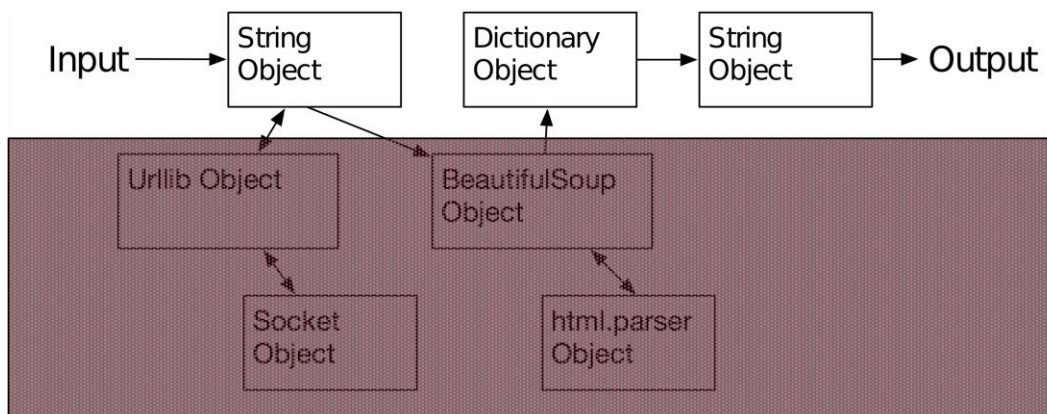 Input
String
Object
Dictionary
Object
String
Object
Output
Urllib Object
BeautifulSoup
Object
Socket
Object
html.parser
Object